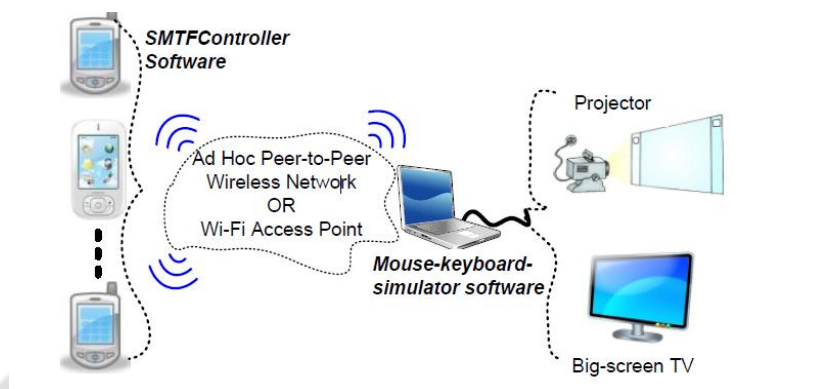 SMTFController
Software
Ad Hoc Peer-to-Peer
Wireless Network
OR
Wi-Fi Access Point
Mouse-keyboard-
simulator software
Projector
Big-screen TV